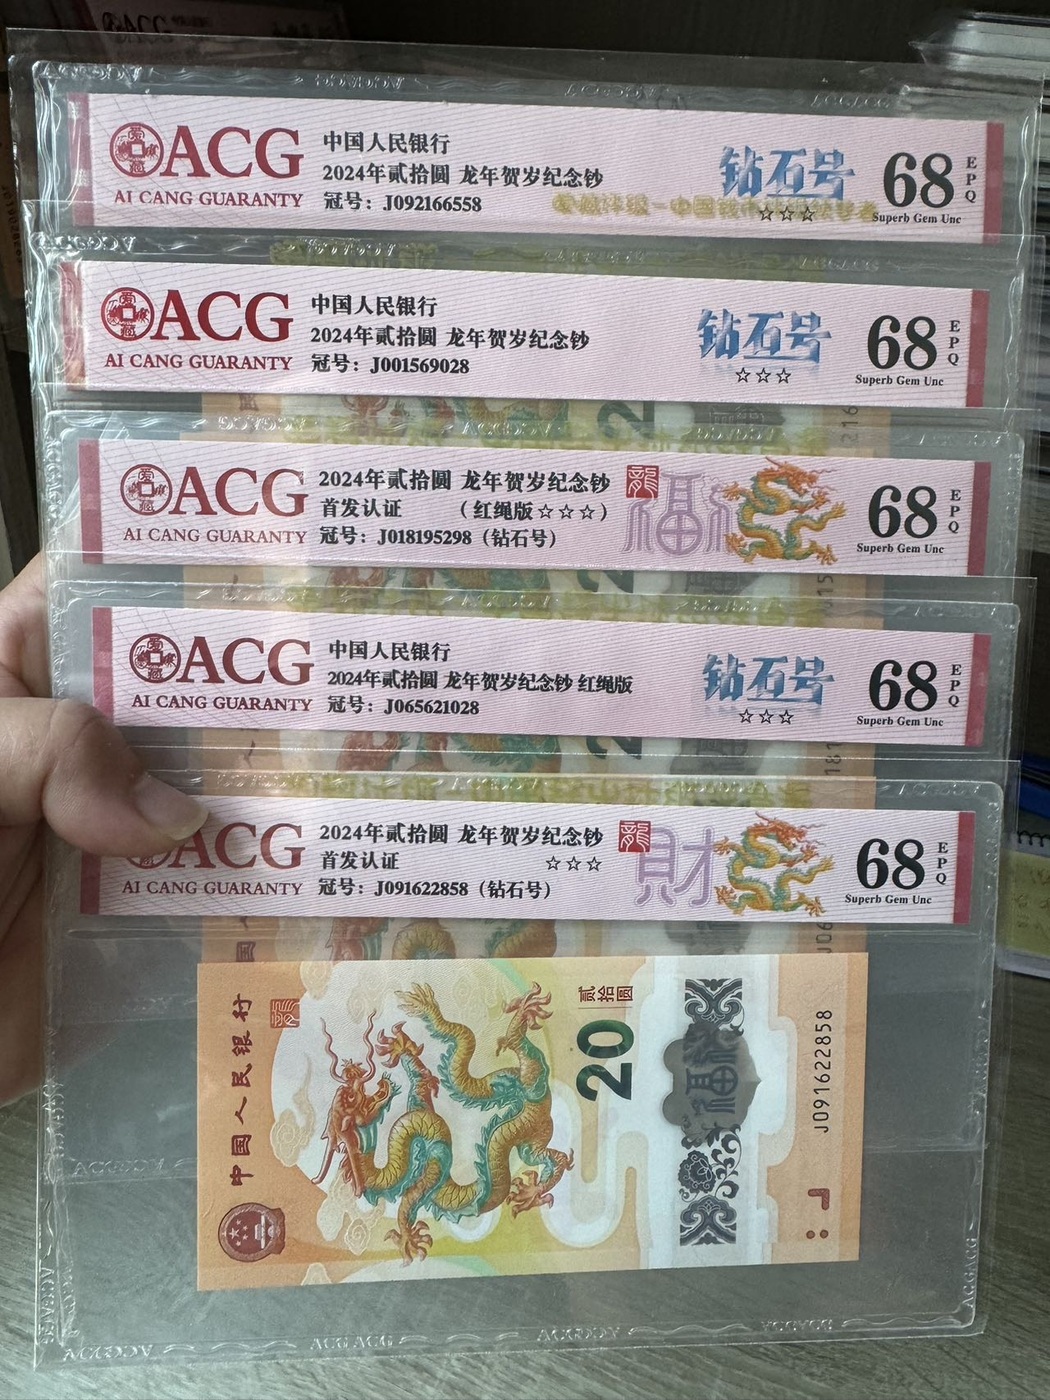 ACG
AI CANG GUARANTY
中国人民银行
2024年贰拾圆 龙年贺岁纪念钞
冠号：J092166558
钻石号
☆☆☆
68
EPQ
Superb Gem Unc
ACG
AI CANG GUARANTY
中国人民银行
2024年贰拾圆 龙年贺岁纪念钞
冠号：J001569028
钻石号
☆☆☆
68
EPQ
Superb Gem Unc
ACG
AI CANG GUARANTY
2024年贰拾圆 龙年贺岁纪念钞
首发认证 （红绳版☆☆☆）
冠号：J018195298（钻石号）
龍
福
68
EPQ
Superb Gem Unc
ACG
AI CANG GUARANTY
中国人民银行
2024年贰拾圆 龙年贺岁纪念钞 红绳版
冠号：J065621028
钻石号
☆☆☆
68
EPQ
Superb Gem Unc
ACG
AI CANG GUARANTY
2024年贰拾圆 龙年贺岁纪念钞
首发认证 ☆☆☆
冠号：J091622858（钻石号）
龍
財
68
EPQ
Superb Gem Unc
中国人民银行
贰拾圆
20
福
J091622858
ACG ACG